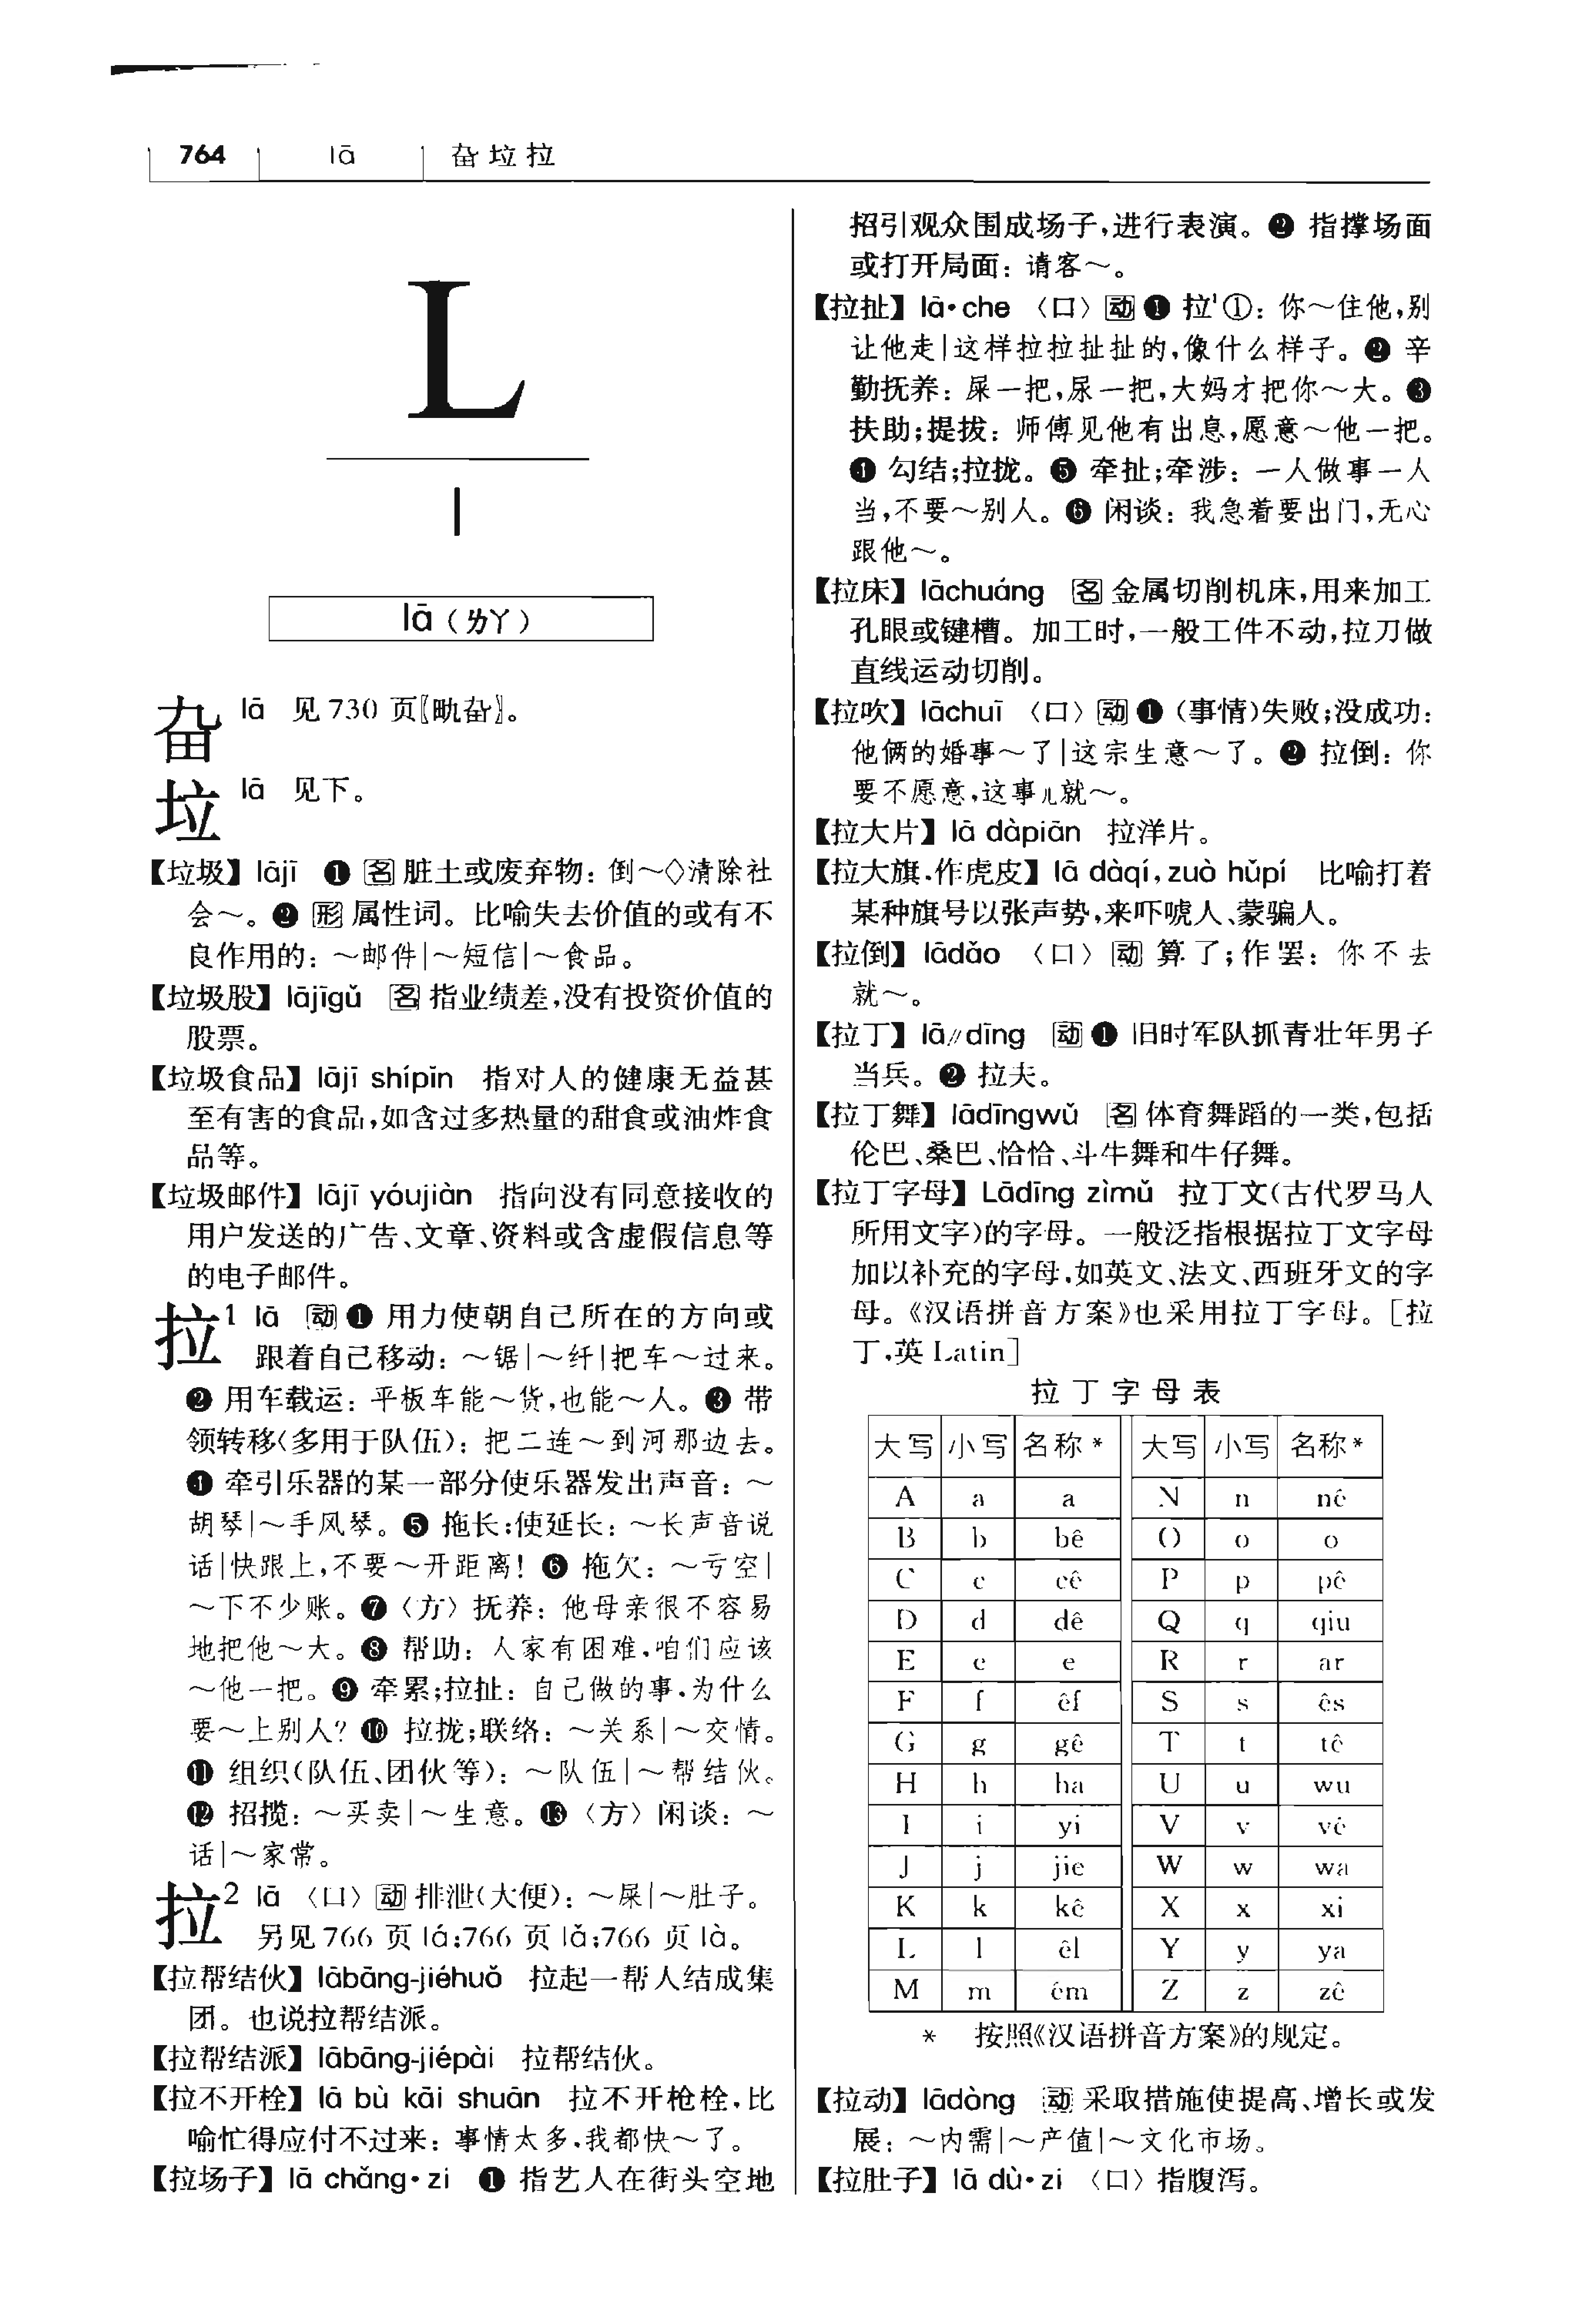 764 lā 旮垃拉
L
l
lā（ㄌㄚ）
旮 lā 见 730 页〖旯旮〗。
垃 lā 见下。
【垃圾】lājī ❶ 名 脏土或废弃物：倒～◇清除社
会～。❷ 形 属性词。比喻失去价值的或有不
良作用的：～邮件|～短信|～食品。
【垃圾股】lājīgǔ 名 指业绩差，没有投资价值的
股票。
【垃圾食品】lājī shípǐn 指对人的健康无益甚
至有害的食品，如含过多热量的甜食或油炸食
品等。
【垃圾邮件】lājī yóujiàn 指向没有同意接收的
用户发送的广告、文章、资料或含虚假信息等
的电子邮件。
拉1 lā 动 ❶ 用力使朝自己所在的方向或
跟着自己移动：～锯|～纤|把车～过来。
❷ 用车载运：平板车能～货，也能～人。❸ 带
领转移〈多用于队伍〉：把二连～到河那边去。
❹ 牵引乐器的某一部分使乐器发出声音：～
胡琴|～手风琴。❺ 拖长；使延长：～长声音说
话|快跟上，不要～开距离！❻ 拖欠：～亏空|
～下不少账。❼〈方〉抚养：他母亲很不容易
地把他～大。❽ 帮助：人家有困难，咱们应该
～他一把。❾ 牵累；拉扯：自己做的事，为什么
要～上别人？❿ 拉拢；联络：～关系|～交情。
⓫ 组织（队伍、团伙等）：～队伍|～帮结伙。
⓬ 招揽：～买卖|～生意。⓭〈方〉闲谈：～
话|～家常。
拉2 lā 〈口〉动 排泄（大便）：～屎|～肚子。
另见 766 页 lá；766 页 lǎ；766 页 là。
【拉帮结伙】lābāng-jiéhuǒ 拉起一帮人结成集
团。也说拉帮结派。
【拉帮结派】lābāng-jiépài 拉帮结伙。
【拉不开栓】lā bù kāi shuān 拉不开枪栓，比
喻忙得应付不过来：事情太多，我都快～了。
【拉场子】lā chǎng·zi ❶ 指艺人在街头空地
招引观众围成场子，进行表演。❷ 指撑场面
或打开局面：请客～。
【拉扯】lā·che 〈口〉动 ❶ 拉¹①：你～住他，别
让他走|这样拉拉扯扯的，像什么样子。❷ 辛
勤抚养：屎一把，尿一把，大妈才把你～大。❸
扶助；提拔：师傅见他有出息，愿意～他一把。
❹ 勾结；拉拢。❺ 牵扯；牵涉：一人做事一人
当，不要～别人。❻ 闲谈：我急着要出门，无心
跟他～。
【拉床】lāchuáng 名 金属切削机床，用来加工
孔眼或键槽。加工时，一般工件不动，拉刀做
直线运动切削。
【拉吹】lāchuī 〈口〉动 ❶（事情）失败；没成功：
他俩的婚事～了|这宗生意～了。❷ 拉倒：你
要不愿意，这事儿就～。
【拉大片】lā dàpiān 拉洋片。
【拉大旗，作虎皮】lā dàqí，zuò hǔpí 比喻打着
某种旗号以张声势，来吓唬人、蒙骗人。
【拉倒】lādǎo 〈口〉动 算了；作罢：你不去
就～。
【拉丁】lā∥dīng 动 ❶ 旧时军队抓青壮年男子
当兵。❷ 拉夫。
【拉丁舞】lādīngwǔ 名 体育舞蹈的一类，包括
伦巴、桑巴、恰恰、斗牛舞和牛仔舞。
【拉丁字母】Lādīng zìmǔ 拉丁文（古代罗马人
所用文字）的字母。一般泛指根据拉丁文字母
加以补充的字母，如英文、法文、西班牙文的字
母。《汉语拼音方案》也采用拉丁字母。［拉
丁，英 Latin］
拉丁字母表
大写 小写 名称* 大写 小写 名称*
A a a N n nê
B b bê O o o
C c cê P p pê
D d dê Q q qiu
E e e R r ar
F f êf S s ês
G g gê T t tê
H h ha U u wu
I i yi V v vê
J j jie W w wa
K k kê X x xi
L l êl Y y ya
M m êm Z z zê
* 按照《汉语拼音方案》的规定。
【拉动】lādòng 动 采取措施使提高、增长或发
展：～内需|～产值|～文化市场。
【拉肚子】lā dù·zi 〈口〉指腹泻。